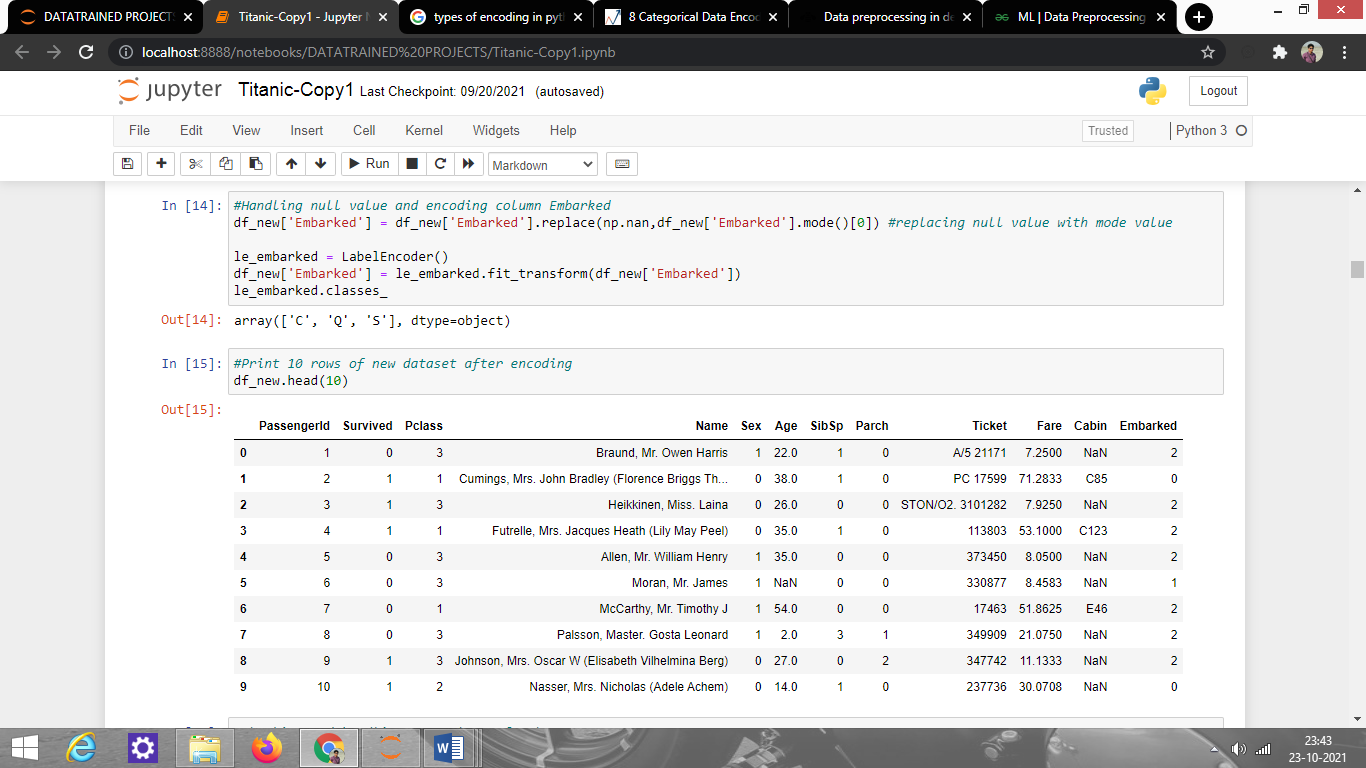 DATATRAINED PROJECTS
Titanic-Copy1 - Jupyter
types of encoding in pyt
8 Categorical Data Encod
Data preprocessing in de
ML | Data Preprocessing
localhost:8888/notebooks/DATATRAINED%20PROJECTS/Titanic-Copy1.ipynb
jupyter Titanic-Copy1 Last Checkpoint: 09/20/2021 (autosaved)
Logout
File Edit View Insert Cell Kernel Widgets Help
Trusted
Python 3
Run
Markdown
In [14]: #Handling null value and encoding column Embarked
df_new['Embarked'] = df_new['Embarked'].replace(np.nan,df_new['Embarked'].mode()[0]) #replacing null value with mode value
le_embarked = LabelEncoder()
df_new['Embarked'] = le_embarked.fit_transform(df_new['Embarked'])
le_embarked.classes_
Out[14]: array(['C', 'Q', 'S'], dtype=object)
In [15]: #Print 10 rows of new dataset after encoding
df_new.head(10)
Out[15]:
PassengerId Survived Pclass Name Sex Age SibSp Parch Ticket Fare Cabin Embarked
0 1 0 3 Braund, Mr. Owen Harris 1 22.0 1 0 A/5 21171 7.2500 NaN 2
1 2 1 1 Cumings, Mrs. John Bradley (Florence Briggs Th... 0 38.0 1 0 PC 17599 71.2833 C85 0
2 3 1 3 Heikkinen, Miss. Laina 0 26.0 0 0 STON/O2. 3101282 7.9250 NaN 2
3 4 1 1 Futrelle, Mrs. Jacques Heath (Lily May Peel) 0 35.0 1 0 113803 53.1000 C123 2
4 5 0 3 Allen, Mr. William Henry 1 35.0 0 0 373450 8.0500 NaN 2
5 6 0 3 Moran, Mr. James 1 NaN 0 0 330877 8.4583 NaN 1
6 7 0 1 McCarthy, Mr. Timothy J 1 54.0 0 0 17463 51.8625 E46 2
7 8 0 3 Palsson, Master. Gosta Leonard 1 2.0 3 1 349909 21.0750 NaN 2
8 9 1 3 Johnson, Mrs. Oscar W (Elisabeth Vilhelmina Berg) 0 27.0 0 2 347742 11.1333 NaN 2
9 10 1 2 Nasser, Mrs. Nicholas (Adele Achem) 0 14.0 1 0 237736 30.0708 NaN 0
23:43
23-10-2021